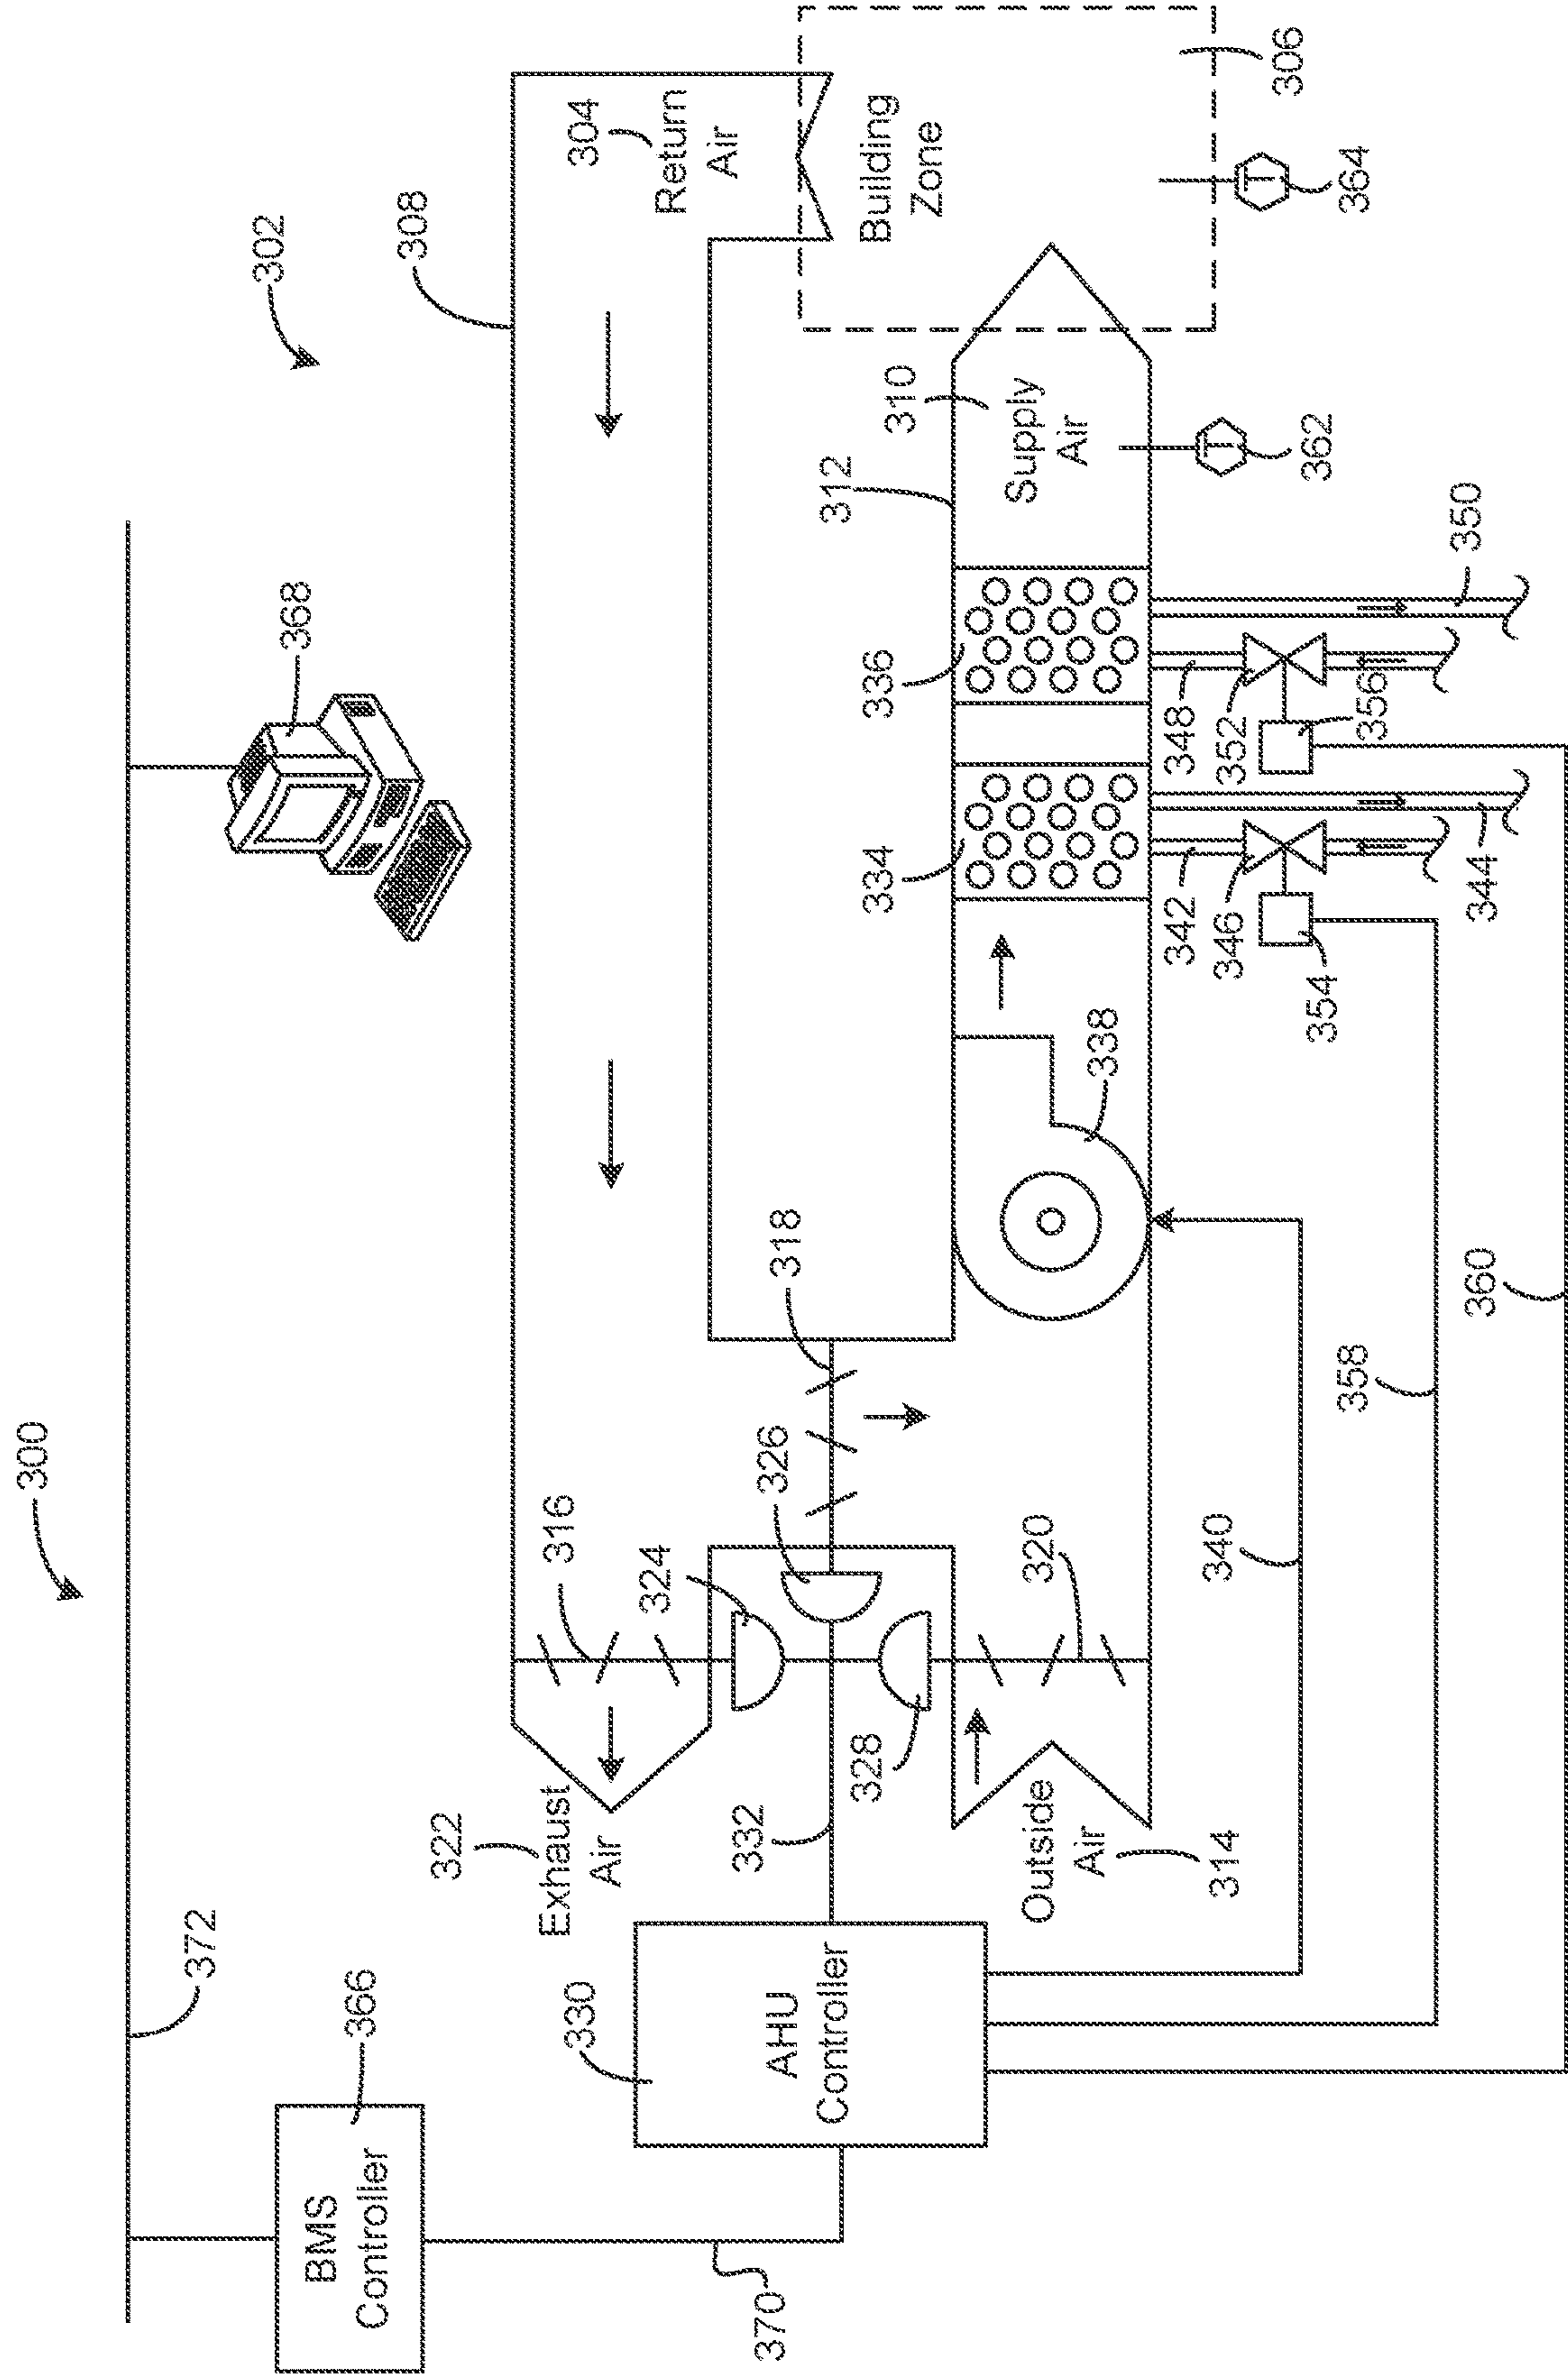 300
372
BMS
Controller
366
370
368
302
308
304
Return
Air
Building
Zone
306
364
322
Exhaust
Air
316
324
326
318
330
AHU
Controller
332
328
320
Outside
Air
314
338
334
336
312
310
Supply
Air
362
342
346
354
344
348
352
356
350
340
358
360
T
T